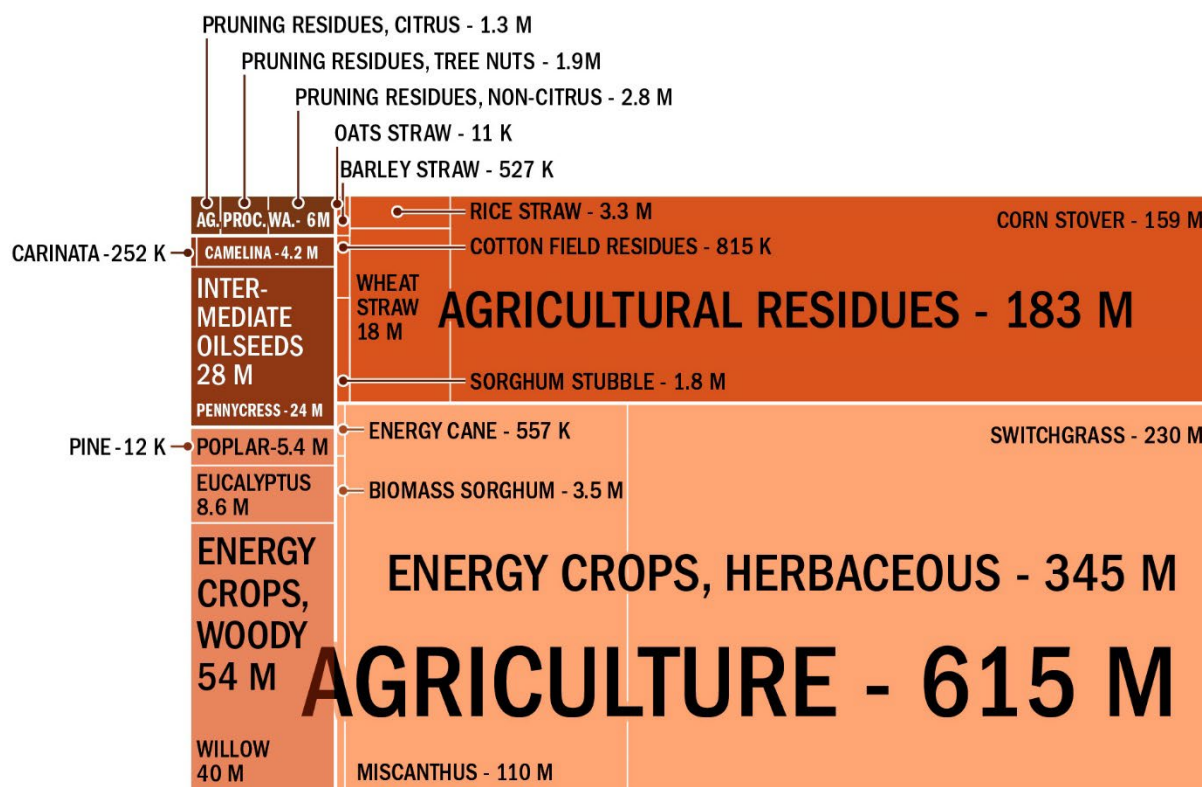 PRUNING RESIDUES, CITRUS - 1.3 M
PRUNING RESIDUES, TREE NUTS - 1.9M
PRUNING RESIDUES, NON-CITRUS - 2.8 M
OATS STRAW - 11 K
BARLEY STRAW - 527 K
AG. PROC. WA.- 6M
RICE STRAW - 3.3 M
CORN STOVER - 159 M
CARINATA -252 K
CAMELINA -4.2 M
COTTON FIELD RESIDUES - 815 K
INTER-
MEDIATE
OILSEEDS
28 M
WHEAT
STRAW
18 M
AGRICULTURAL RESIDUES - 183 M
SORGHUM STUBBLE - 1.8 M
PENNYCRESS -24 M
PINE -12 K
POPLAR-5.4 M
ENERGY CANE - 557 K
SWITCHGRASS - 230 M
EUCALYPTUS
8.6 M
BIOMASS SORGHUM - 3.5 M
ENERGY
CROPS,
WOODY
54 M
ENERGY CROPS, HERBACEOUS - 345 M
AGRICULTURE - 615 M
WILLOW
40 M
MISCANTHUS - 110 M